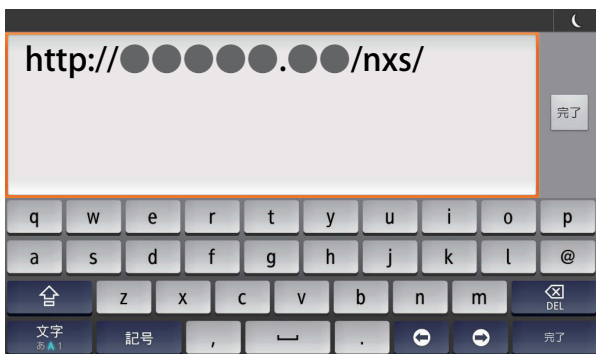 http://●●●●●.●●/nxs/
完了
q w e r t y u i o p
a s d f g h j k l @
z x c v b n m DEL
文字 記号 , . 完了
あA1